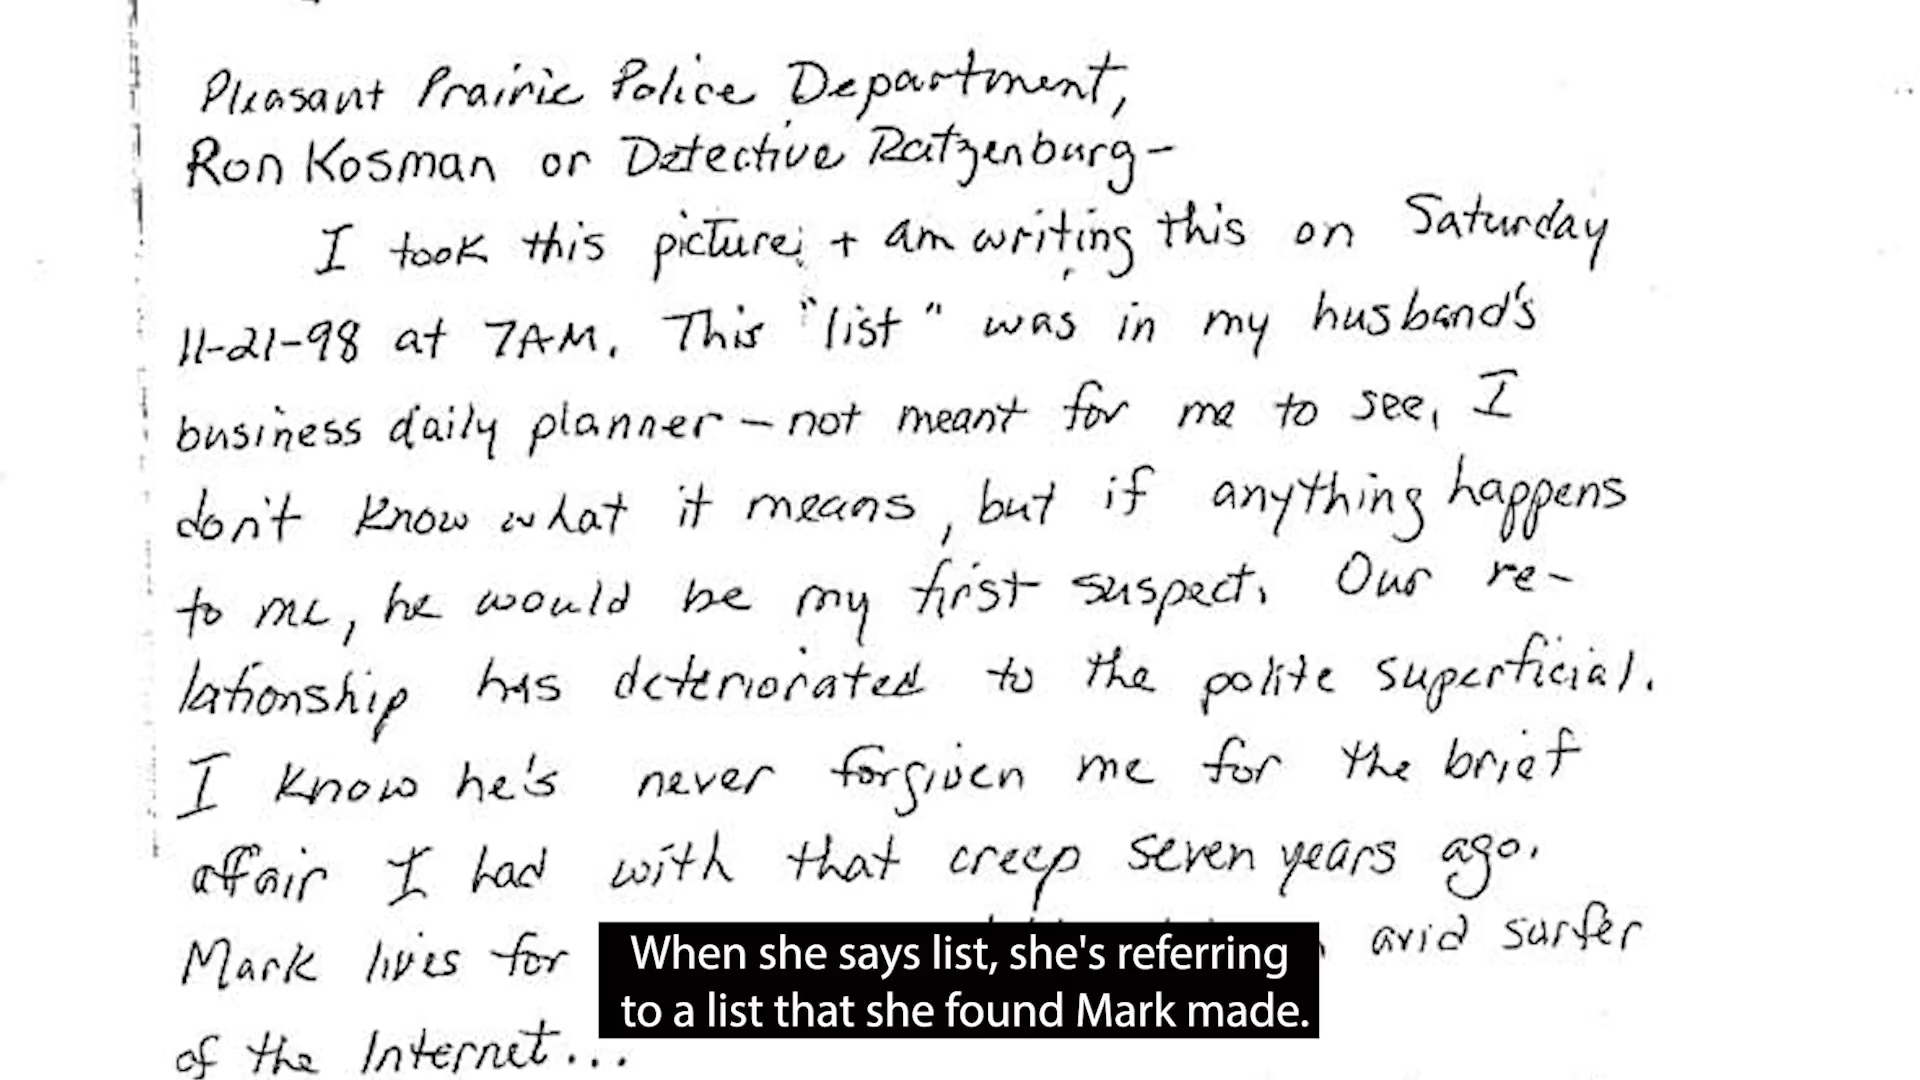 Pleasant Prairie Police Department,
Ron Kosman or Detective Ratzenburg-
I took this picture + am writing this on Saturday
11-21-98 at 7AM. This "list" was in my husband's
business daily planner - not meant for me to see. I
don't know what it means, but if anything happens
to me, he would be my first suspect. Our re-
lationship has deteriorated to the polite superficial.
I know he's never forgiven me for the brief
affair I had with that creep seven years ago.
Mark lives for avid surfer
of the Internet...
When she says list, she's referring
to a list that she found Mark made.